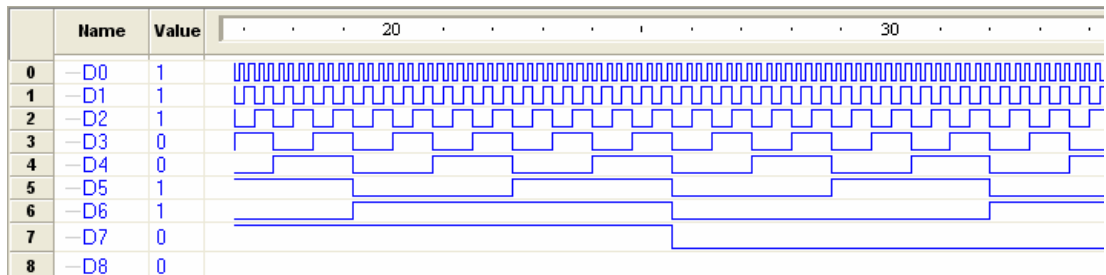 Name Value 20 30
0 D0 1
1 D1 1
2 D2 1
3 D3 0
4 D4 0
5 D5 1
6 D6 1
7 D7 0
8 D8 0